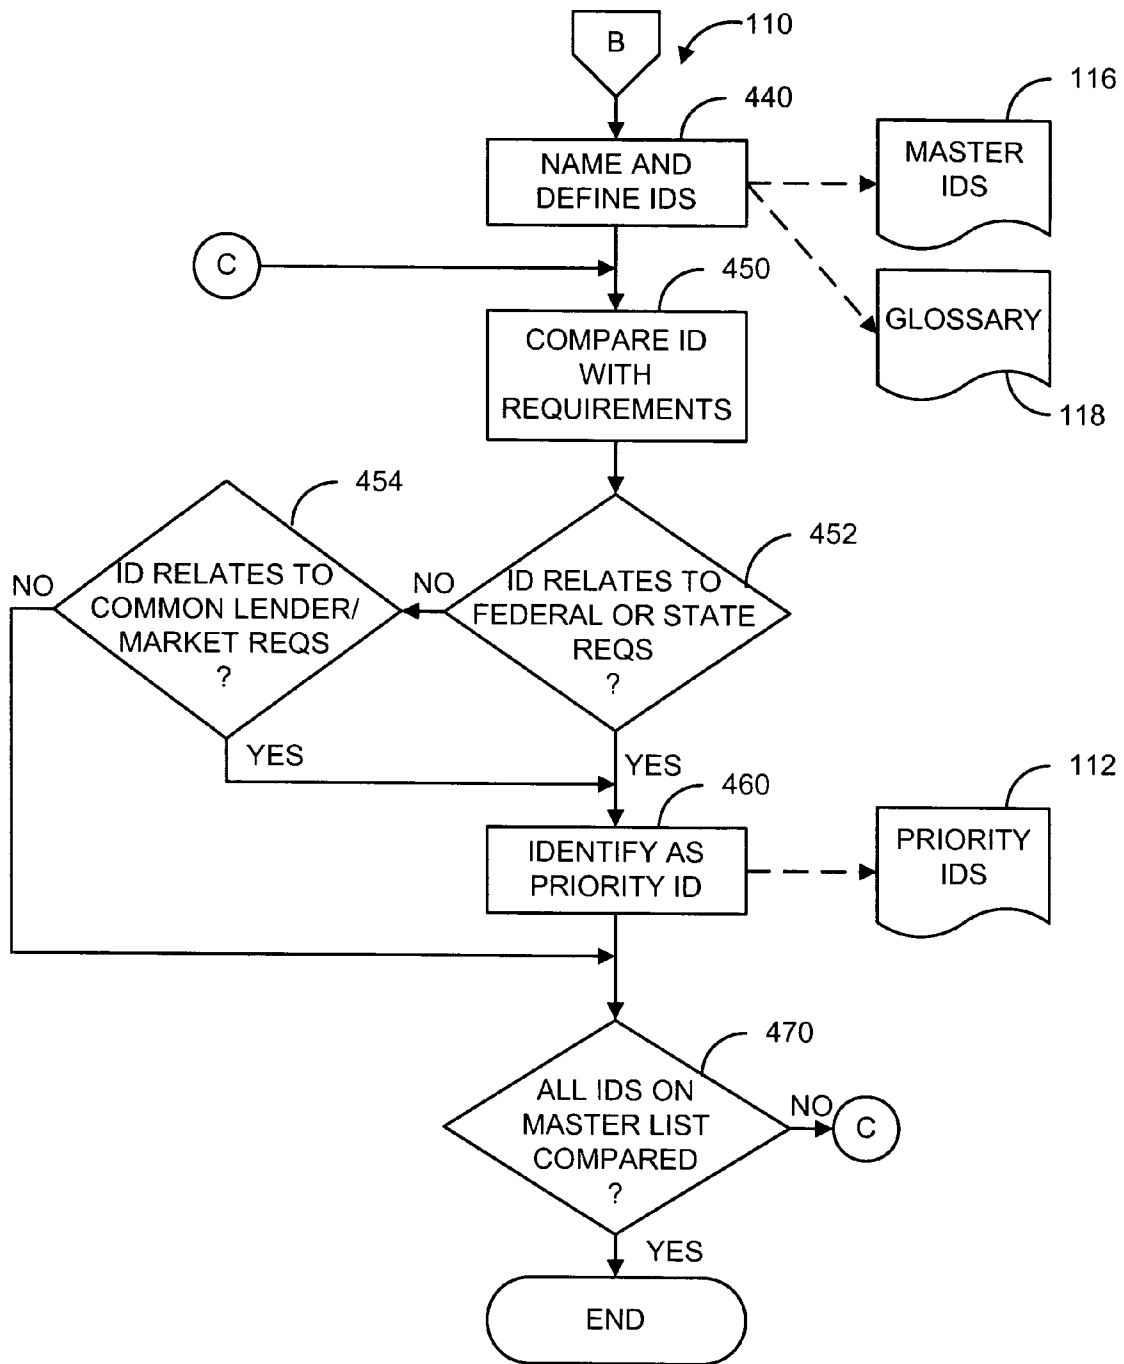 B
110
440
116
NAME AND
DEFINE IDS
MASTER
IDS
C
450
GLOSSARY
118
COMPARE ID
WITH
REQUIREMENTS
454
452
NO
ID RELATES TO
COMMON LENDER/
MARKET REQS
?
NO
ID RELATES TO
FEDERAL OR STATE
REQS
?
YES
YES
460
112
IDENTIFY AS
PRIORITY ID
PRIORITY
IDS
470
ALL IDS ON
MASTER LIST
COMPARED
?
NO
C
YES
END